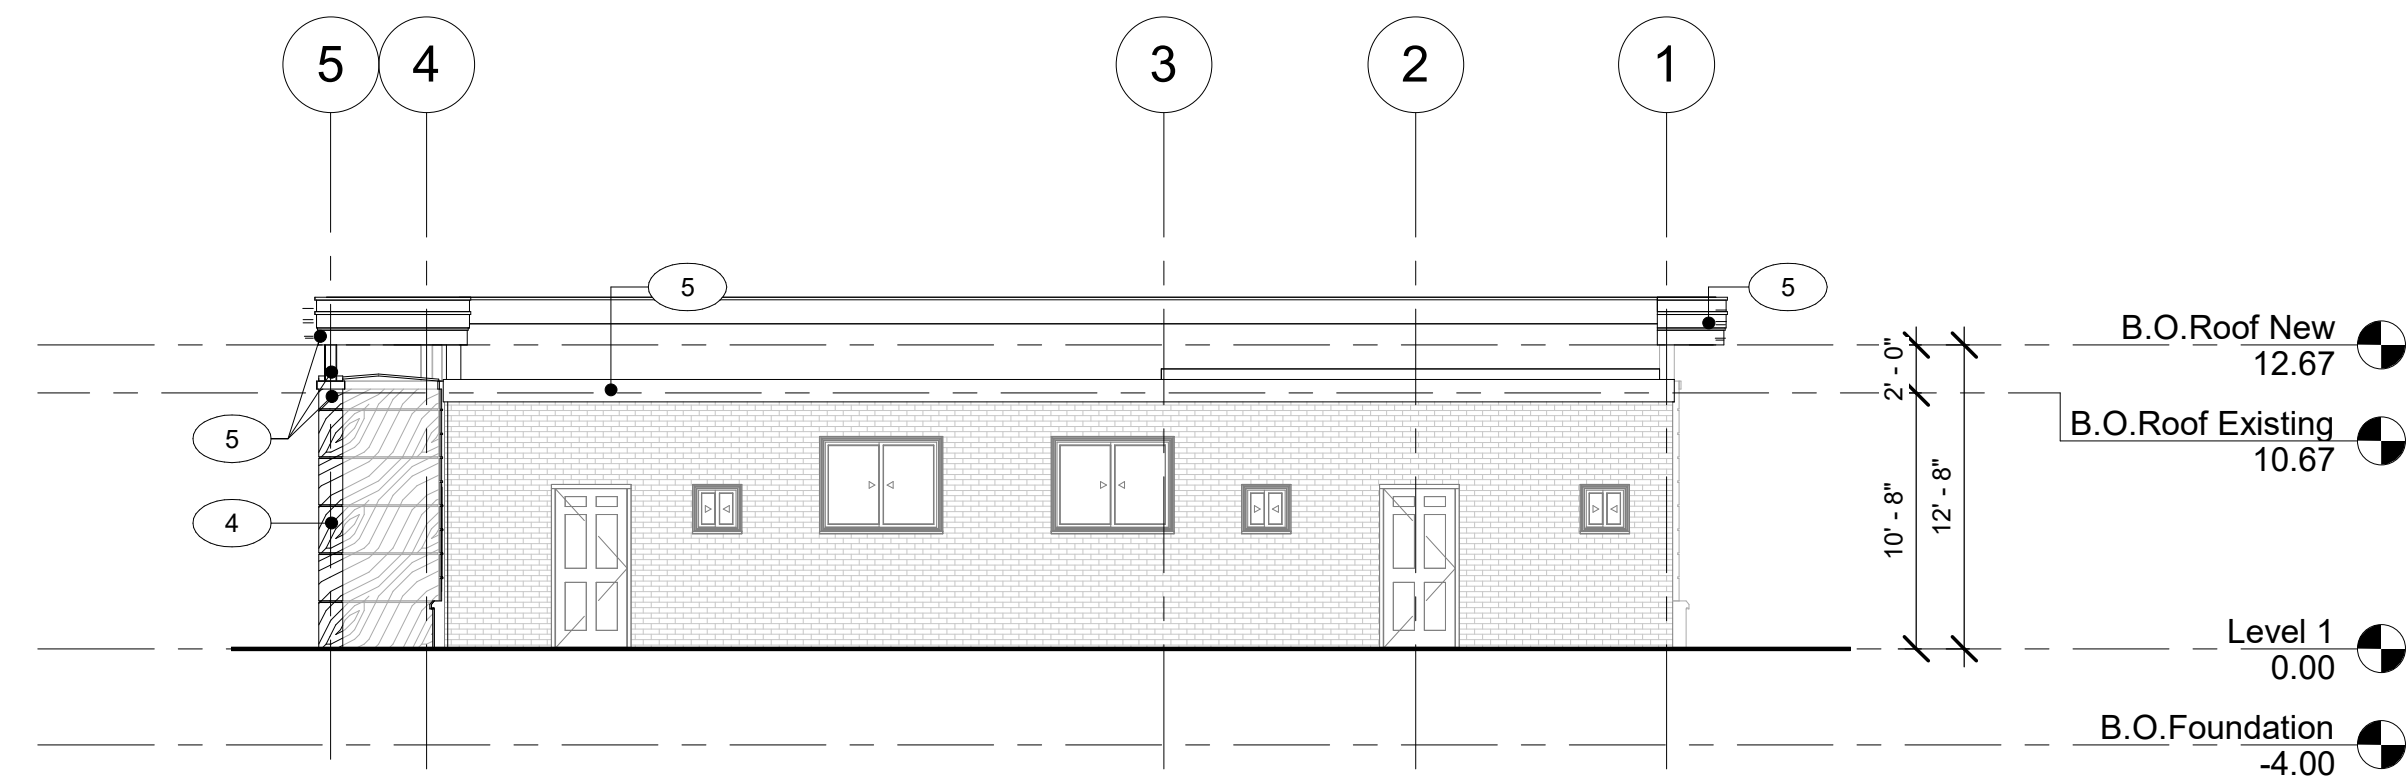 5
4
3
2
1
5
5
B.O.Roof New
12.67
2' - 0"
B.O.Roof Existing
10.67
5
10' - 8"
12' - 8"
4
Level 1
0.00
B.O.Foundation
-4.00